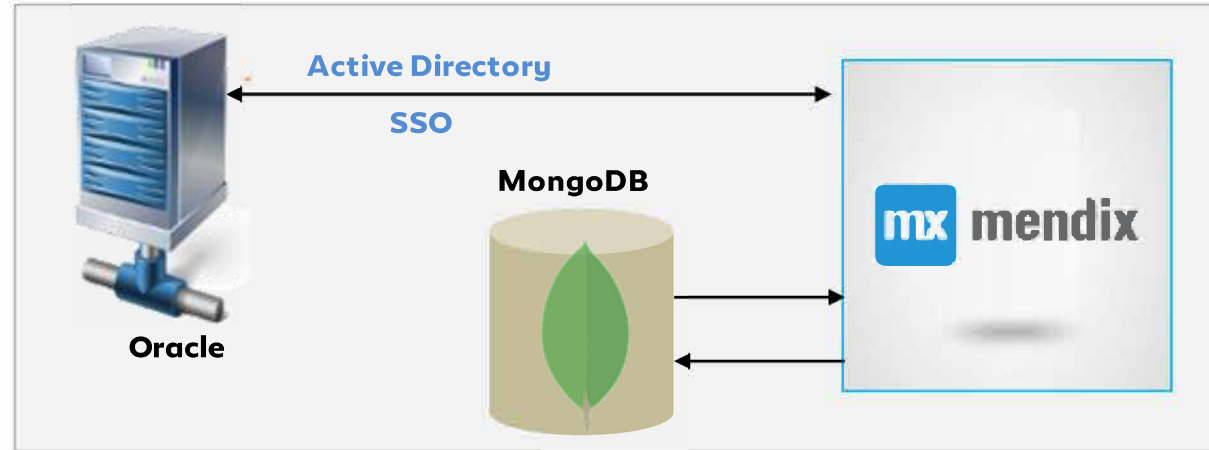 Active Directory
SSO
MongoDB
mx mendix
Oracle